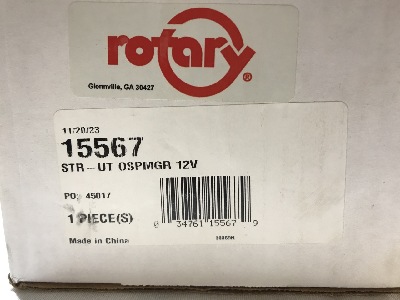 rotary
®
Glennville, GA 30427
11/20/23
15567
STR-UT OSPMGR 12V
PO: 45017
1 PIECE(S)
0 34761 15567 9
Made in China